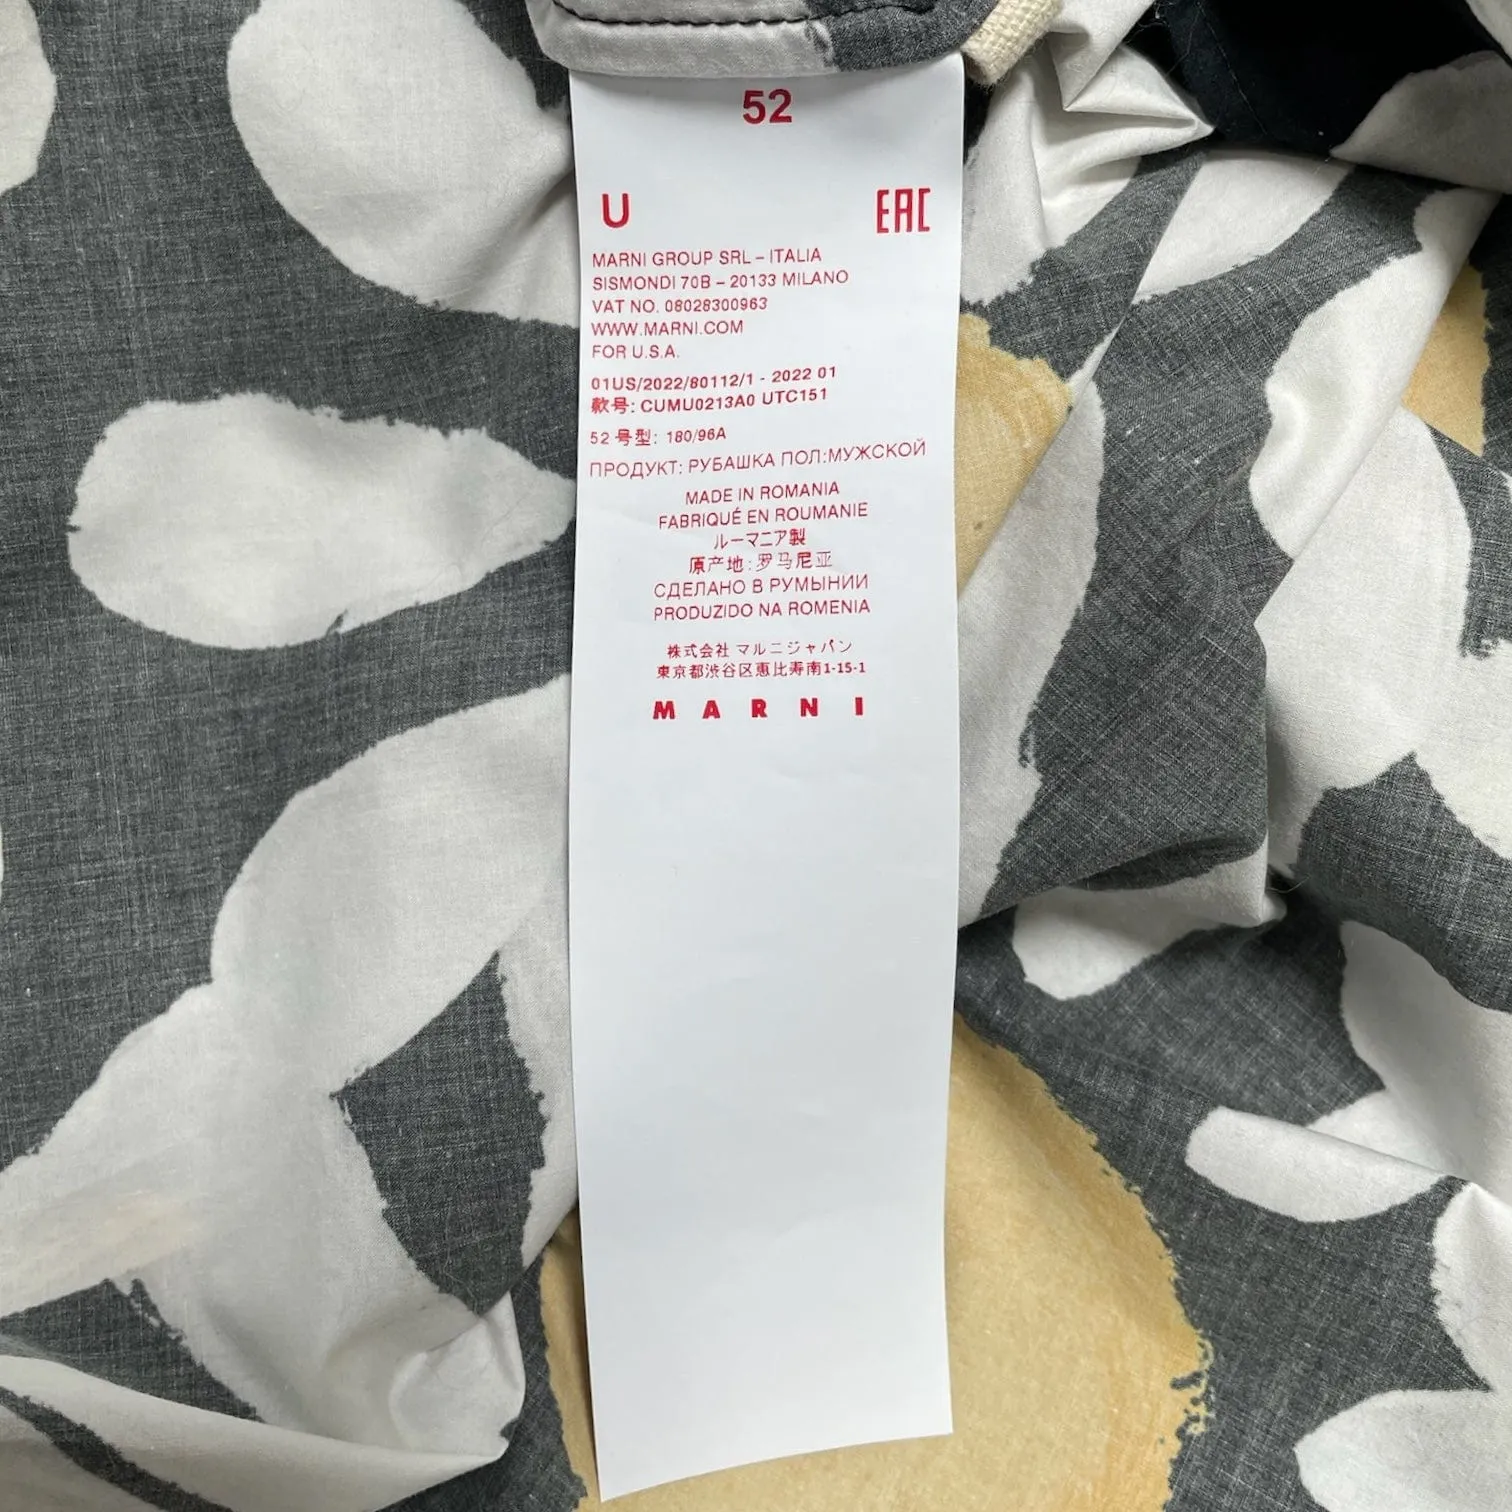 52
U EAC
MARNI GROUP SRL – ITALIA
SISMONDI 70B – 20133 MILANO
VAT NO. 08028300963
WWW.MARNI.COM
FOR U.S.A.
01US/2022/80112/1 - 2022 01
款号: CUMU0213A0 UTC151
52 号型: 180/96A
ПРОДУКТ: РУБАШКА ПОЛ:МУЖСКОЙ
MADE IN ROMANIA
FABRIQUÉ EN ROUMANIE
ルーマニア製
原产地: 罗马尼亚
СДЕЛАНО В РУМЫНИИ
PRODUZIDO NA ROMENIA
株式会社 マルニジャパン
東京都渋谷区恵比寿南1-15-1
MARNI